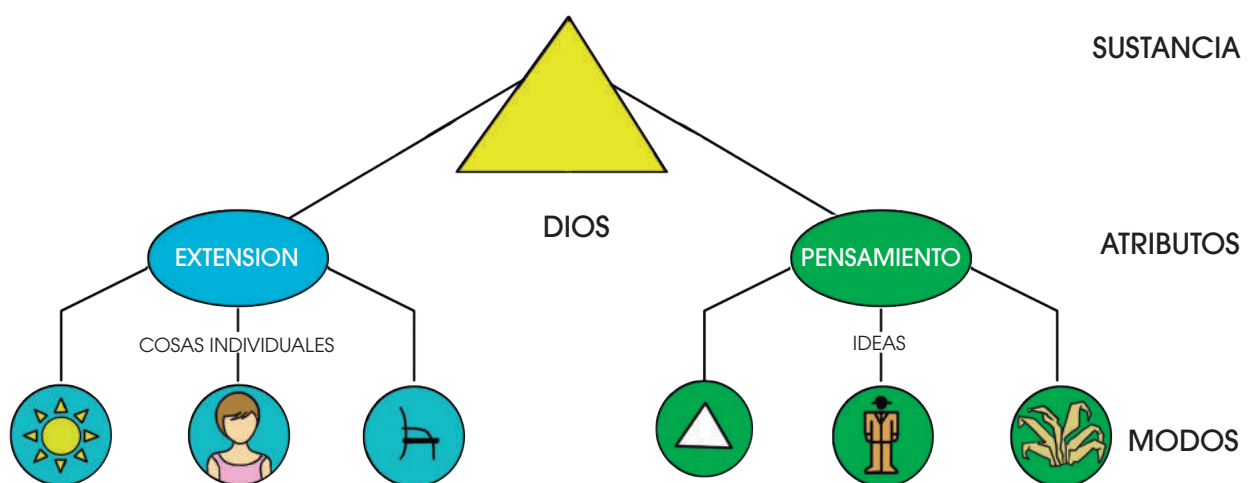 SUSTANCIA
DIOS
EXTENSION
PENSAMIENTO
ATRIBUTOS
COSAS INDIVIDUALES
IDEAS
MODOS